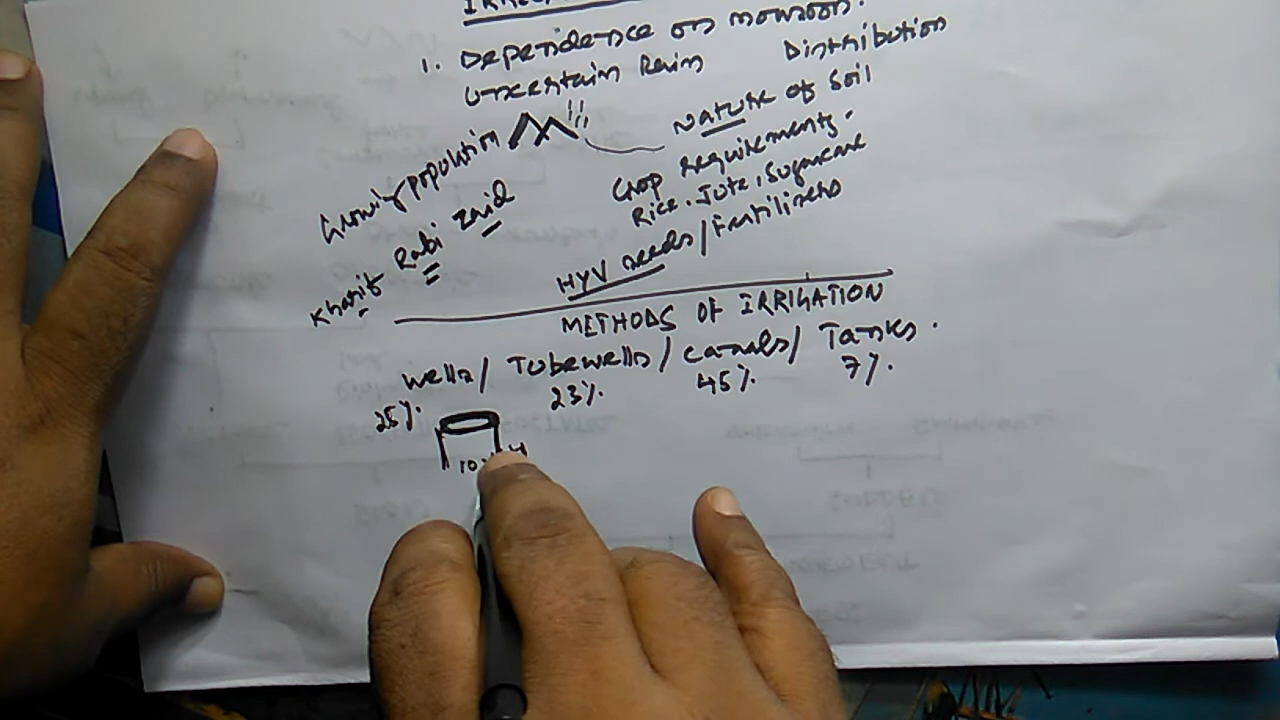 1. Dependence on monsoon.
Uncertain Rain Distribution
Growing population
Nature of Soil
Crop requirements.
Rice. Jute, Sugarcane
Kharif Rabi Zaid
HYV seeds/Fertilizers
METHODS OF IRRIGATION
Wells/ Tubewells/ Canals/ Tanks.
25%. 23%. 45%. 7%.